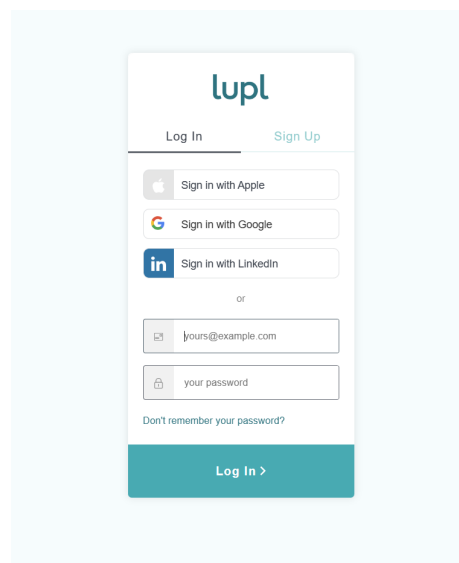 lupl
Log In
Sign Up
Sign in with Apple
G Sign in with Google
in Sign in with LinkedIn
or
yours@example.com
your password
Don't remember your password?
Log In >